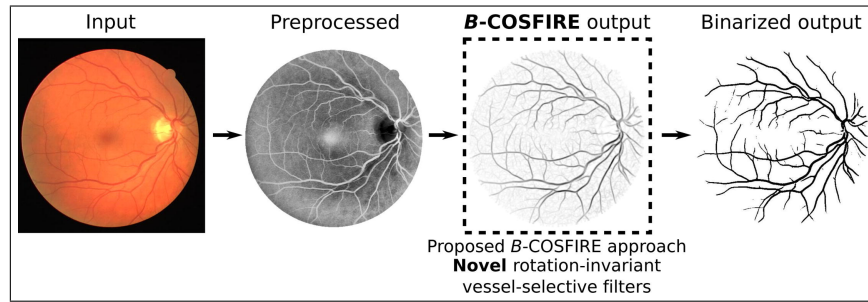 Input
Preprocessed
B-COSFIRE output
Binarized output
Proposed B-COSFIRE approach
Novel rotation-invariant
vessel-selective filters